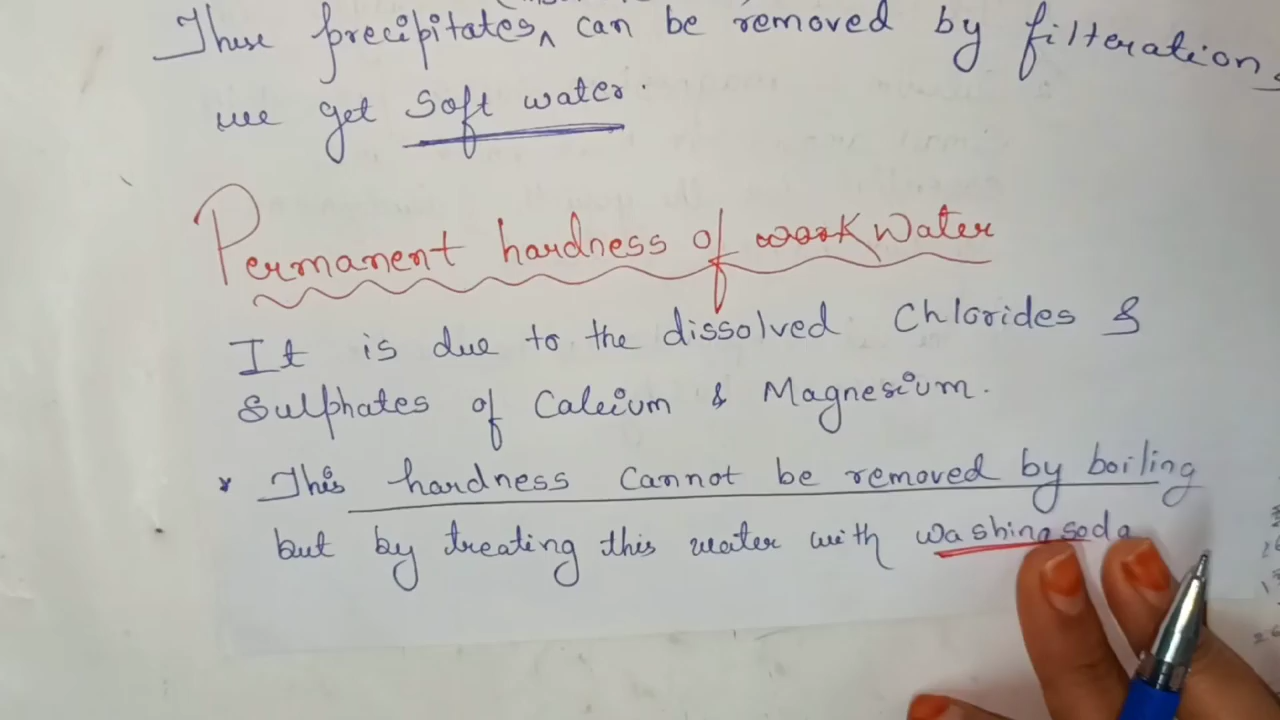 These precipitates ^ can be removed by filteration
we get Soft water.
Permanent hardness of Water
It is due to the dissolved Chlorides &
Sulphates of Calcium & Magnesium.
* This hardness cannot be removed by boiling
but by treating this water with washing soda